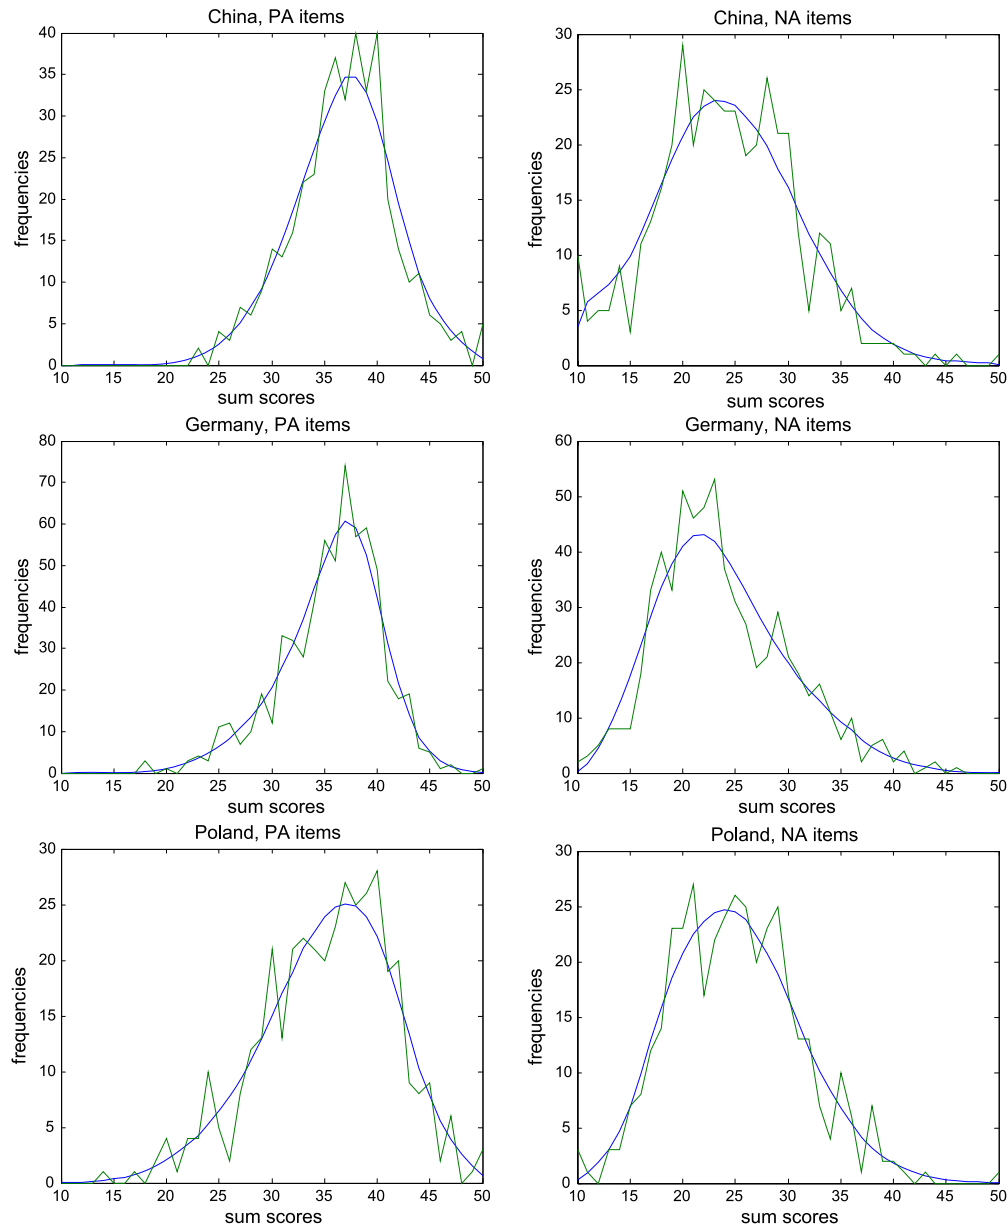 China, PA items
40
35
30
25
20
15
10
5
0
frequencies
10 15 20 25 30 35 40 45 50
sum scores
China, NA items
30
25
20
15
10
5
0
frequencies
10 15 20 25 30 35 40 45 50
sum scores
Germany, PA items
80
70
60
50
40
30
20
10
0
frequencies
10 15 20 25 30 35 40 45 50
sum scores
Germany, NA items
60
50
40
30
20
10
0
frequencies
10 15 20 25 30 35 40 45 50
sum scores
Poland, PA items
30
25
20
15
10
5
0
frequencies
10 15 20 25 30 35 40 45 50
sum scores
Poland, NA items
30
25
20
15
10
5
0
frequencies
10 15 20 25 30 35 40 45 50
sum scores